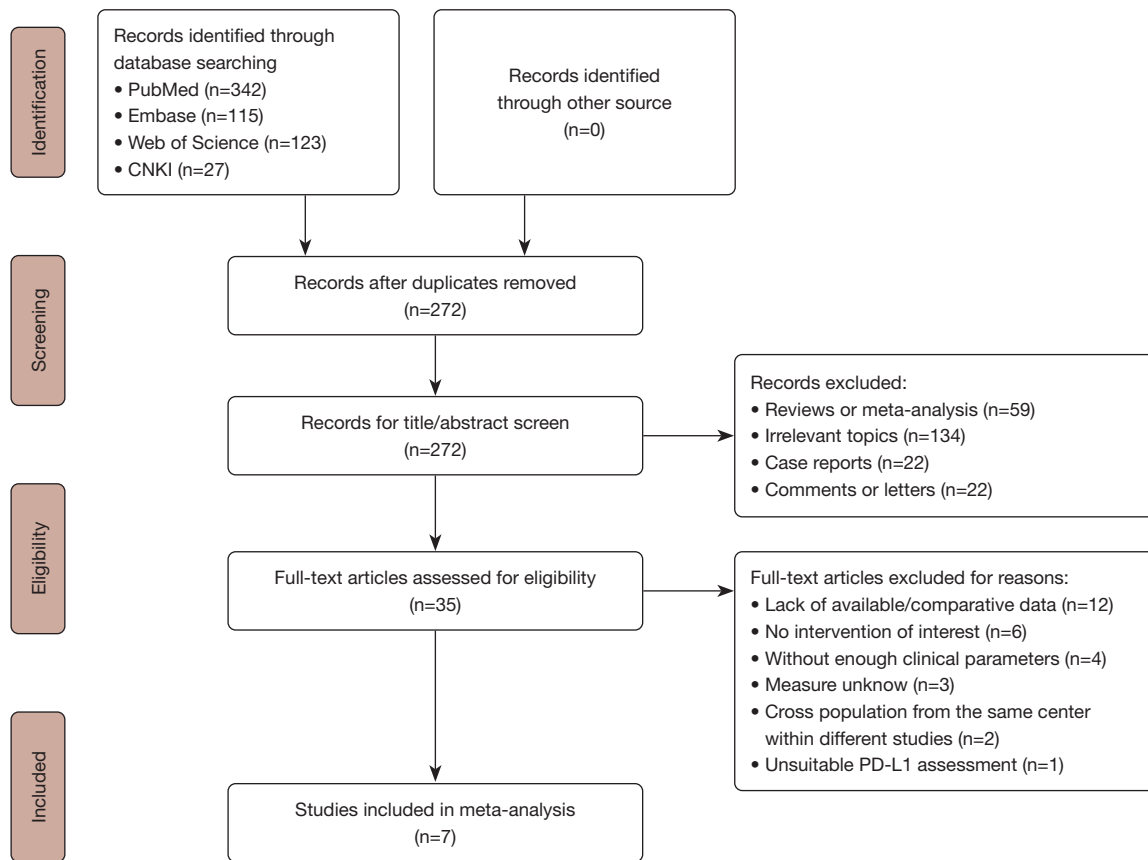 Identification
Records identified through
database searching
• PubMed (n=342)
• Embase (n=115)
• Web of Science (n=123)
• CNKI (n=27)
Records identified
through other source
(n=0)
Screening
Records after duplicates removed
(n=272)
Records for title/abstract screen
(n=272)
Records excluded:
• Reviews or meta-analysis (n=59)
• Irrelevant topics (n=134)
• Case reports (n=22)
• Comments or letters (n=22)
Eligibility
Full-text articles assessed for eligibility
(n=35)
Full-text articles excluded for reasons:
• Lack of available/comparative data (n=12)
• No intervention of interest (n=6)
• Without enough clinical parameters (n=4)
• Measure unknow (n=3)
• Cross population from the same center
within different studies (n=2)
• Unsuitable PD-L1 assessment (n=1)
Included
Studies included in meta-analysis
(n=7)